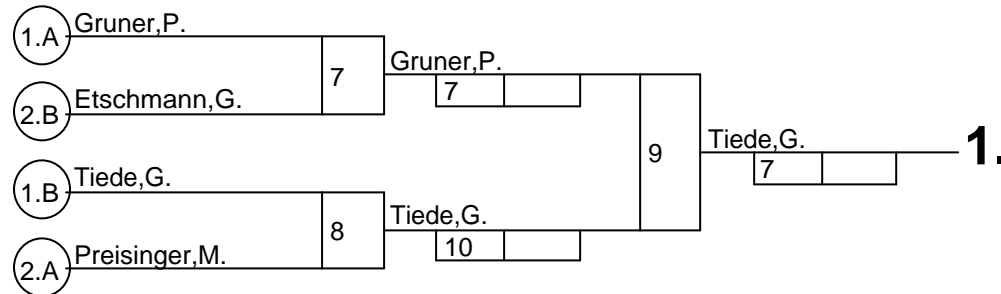 1.A Gruner,P.
7
Gruner,P.
7
2.B Etschmann,G.
9
Tiede,G.
1.
7
1.B Tiede,G.
8
Tiede,G.
10
2.A Preisinger,M.